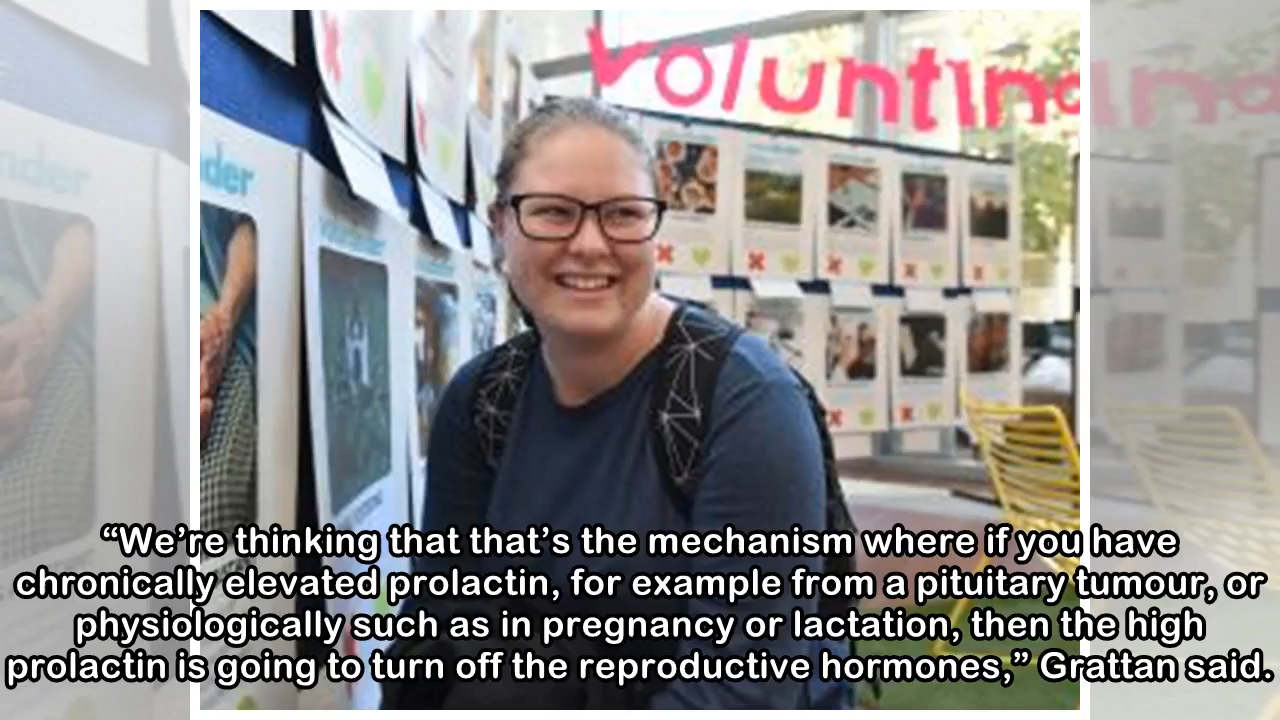 voluntin
nder
“We’re thinking that that’s the mechanism where if you have
chronically elevated prolactin, for example from a pituitary tumour, or
physiologically such as in pregnancy or lactation, then the high
prolactin is going to turn off the reproductive hormones,” Grattan said.